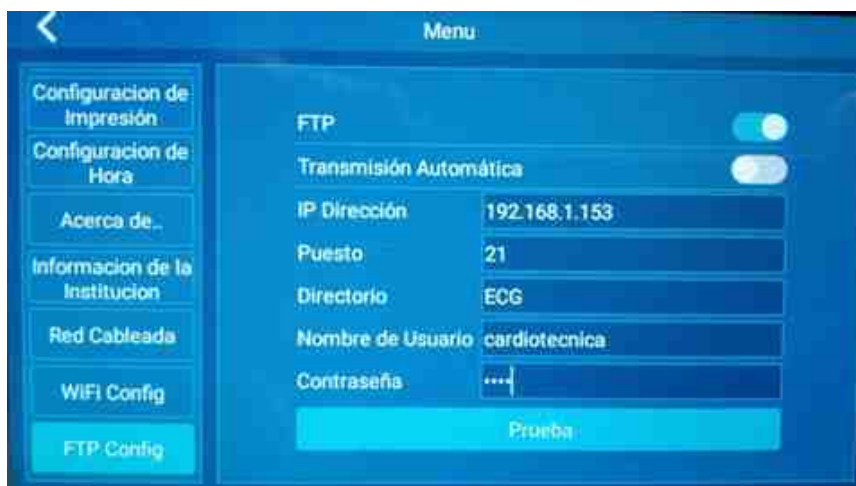 Menu
Configuracion de
Impresión
Configuracion de
Hora
Acerca de..
Informacion de la
Institucion
Red Cableada
WiFi Config
FTP Config
FTP
Transmisión Automática
IP Dirección 192.168.1.153
Puesto 21
Directorio ECG
Nombre de Usuario cardiotecnica
Contraseña ••••
Prueba